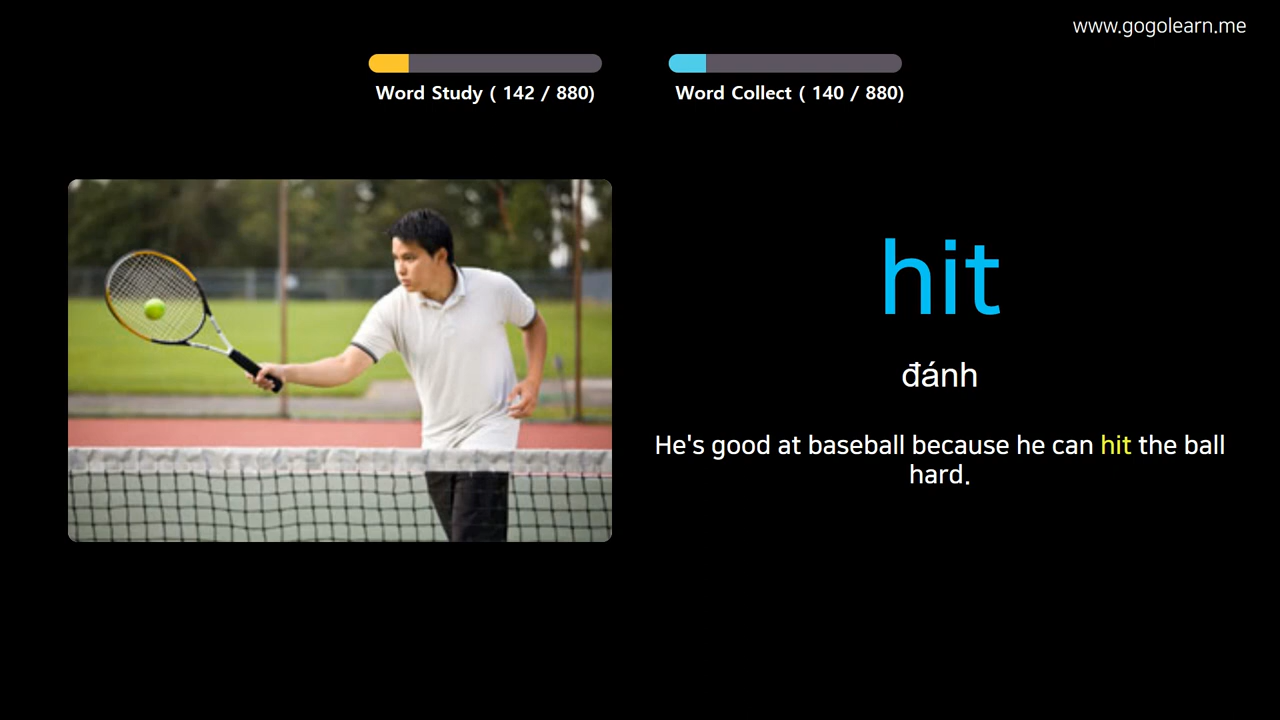 www.gogolearn.me
Word Study ( 142 / 880)
Word Collect ( 140 / 880)
hit
đánh
He's good at baseball because he can hit the ball
hard.